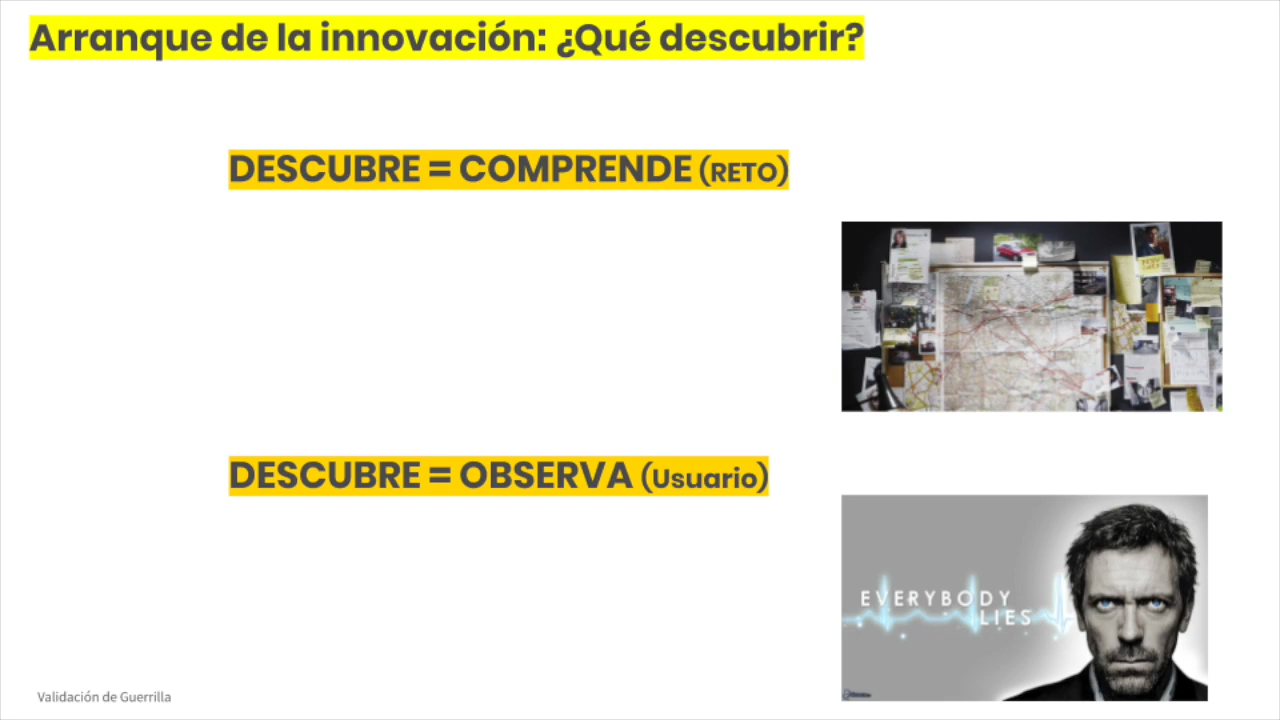 Arranque de la innovación: ¿Qué descubrir?
DESCUBRE = COMPRENDE (RETO)
DESCUBRE = OBSERVA (Usuario)
EVERYBODY
LIES
Validación de Guerrilla